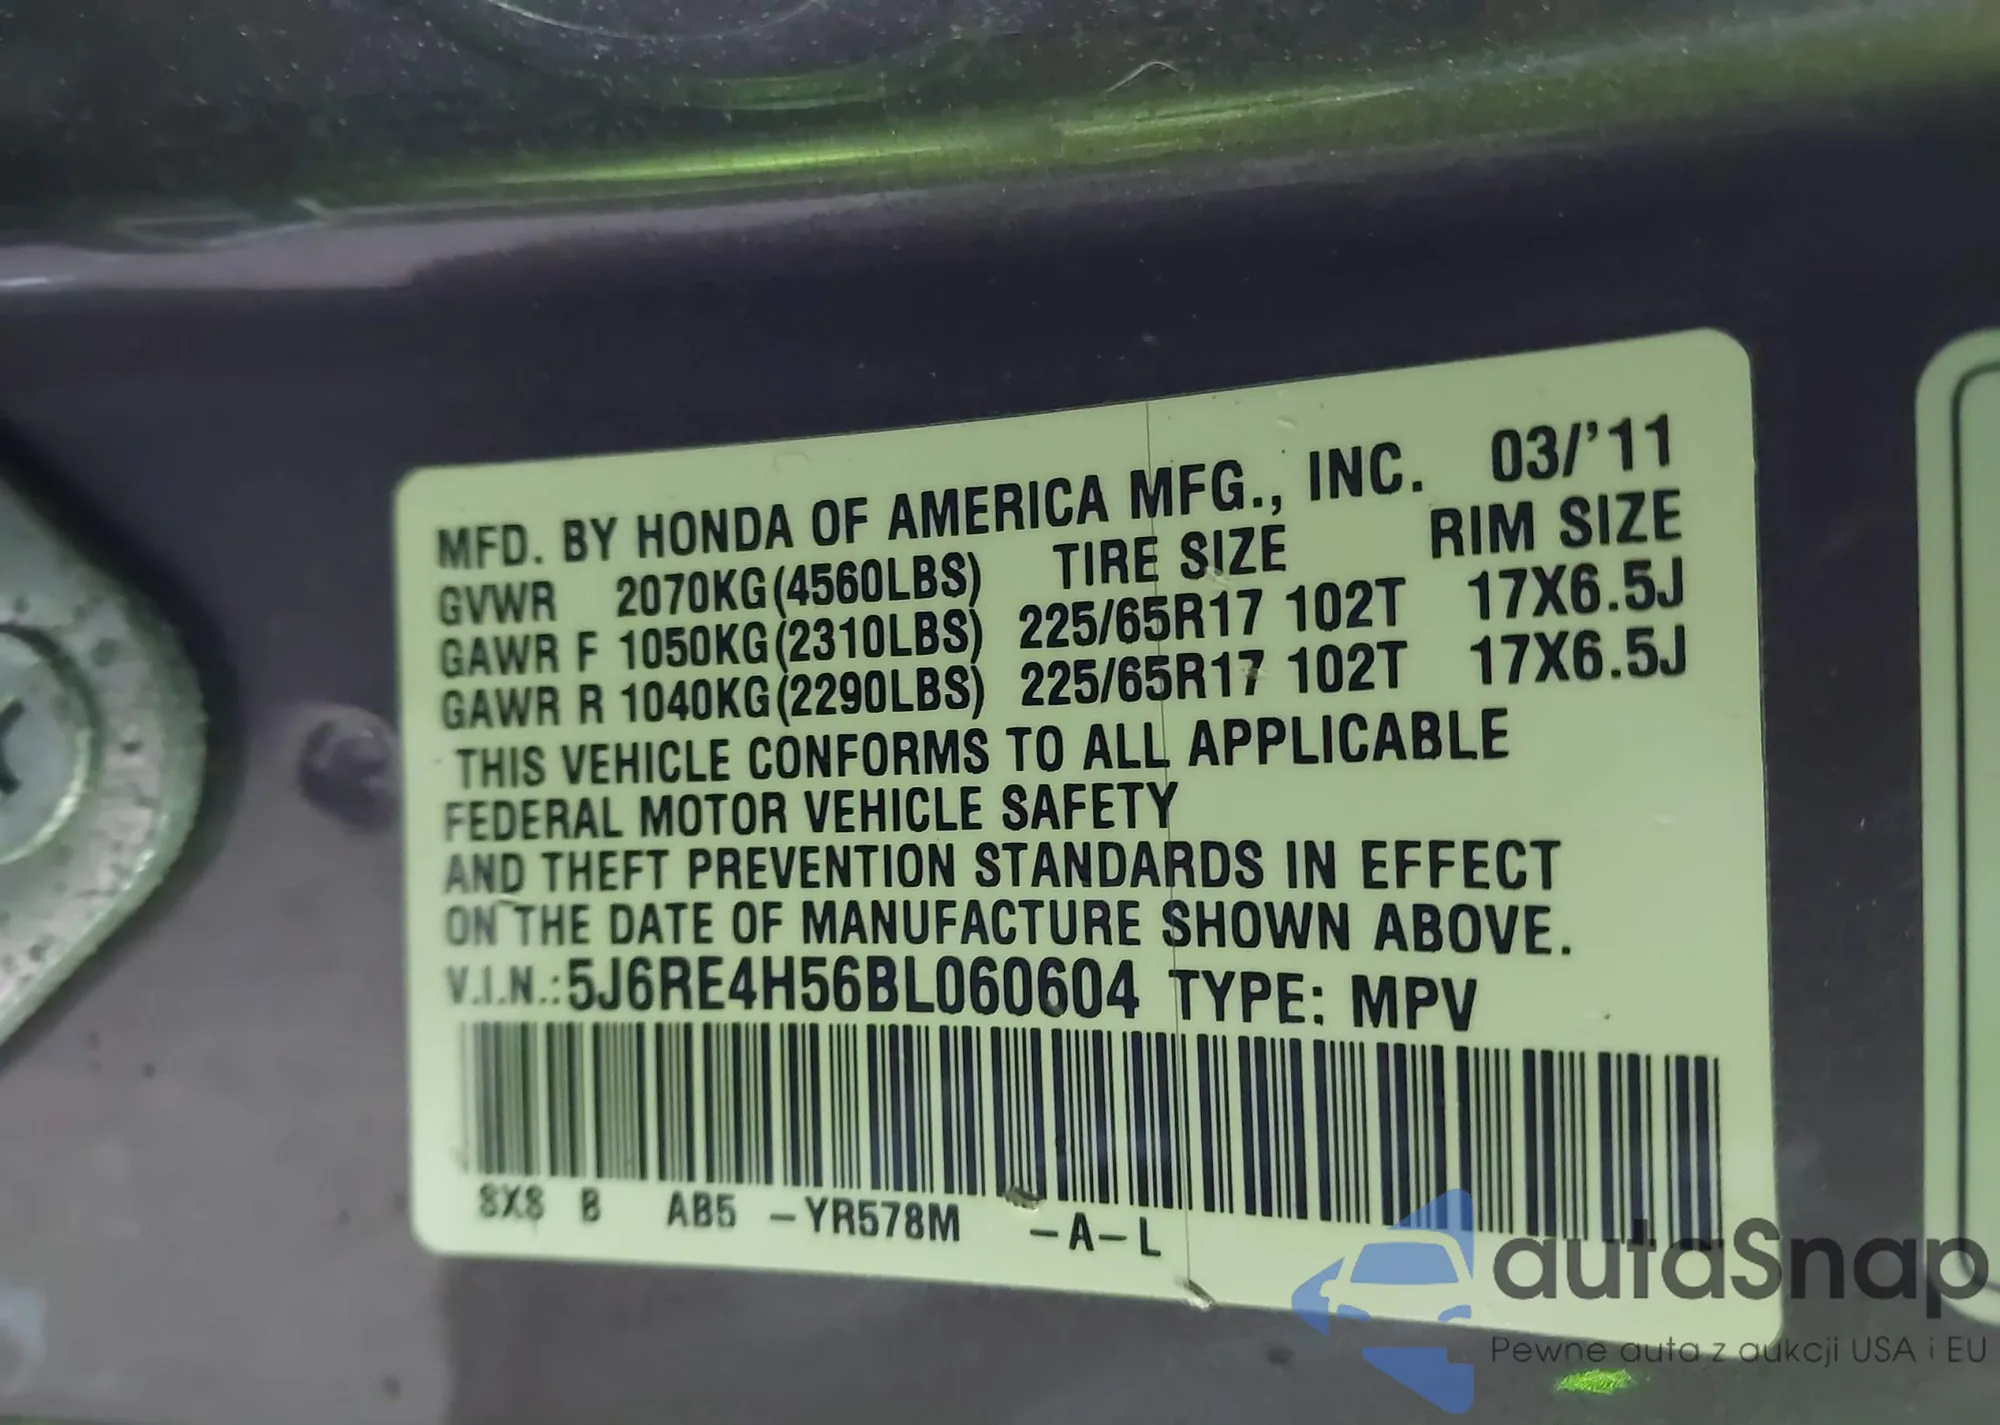 MFD. BY HONDA OF AMERICA MFG., INC. 03/'11
GVWR 2070KG(4560LBS) TIRE SIZE RIM SIZE
GAWR F 1050KG(2310LBS) 225/65R17 102T 17X6.5J
GAWR R 1040KG(2290LBS) 225/65R17 102T 17X6.5J
THIS VEHICLE CONFORMS TO ALL APPLICABLE
FEDERAL MOTOR VEHICLE SAFETY
AND THEFT PREVENTION STANDARDS IN EFFECT
ON THE DATE OF MANUFACTURE SHOWN ABOVE.
V.I.N.:5J6RE4H56BL060604 TYPE: MPV
8X8 B AB5 -YR578M -A-L
autaSnap
Pewne auta z aukcji USA i EU